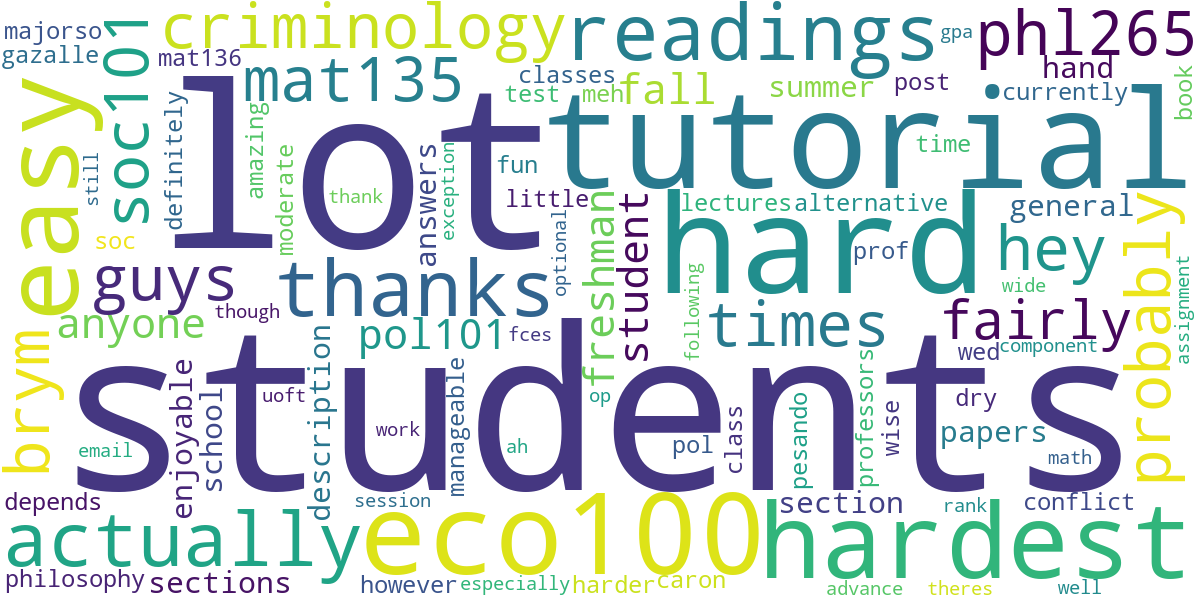 majorso
gazalle
soc101
criminology
mat136
readings
gpa
phl265
mat135
classes
test
meh
fall
summer
post
hand
currently
book
easy
still
definitely
amazing
moderate
lot
thank
answers
exception
fun
little
tutorial
time
soc
guys
though
thanks
optional
freshman
student
hard
lectures
alternative
prof
general
hey
wide
following
times
fairly
probably
assignment
anyone
brym
pol101
fces
students
enjoyable
school
uoft
description
work
manageable
ah
op
pol
class
pesando
professors
wise
wed
component
dry
papers
math
email
depends
session
section
rank
conflict
actually
eco100
hardest
philosophy
sections
however
especially
harder
caron
advance
theres
well